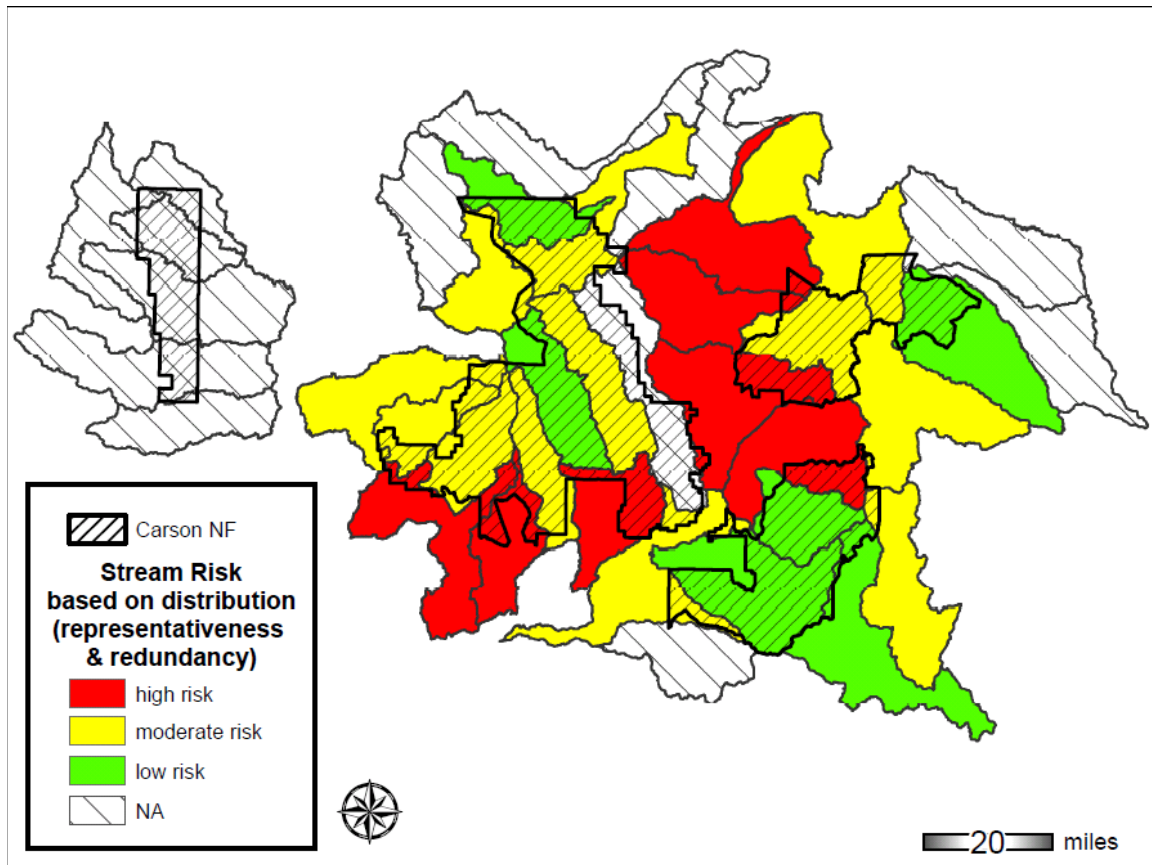 Carson NF
Stream Risk
based on distribution
(representativeness
& redundancy)
high risk
moderate risk
low risk
NA
20 miles